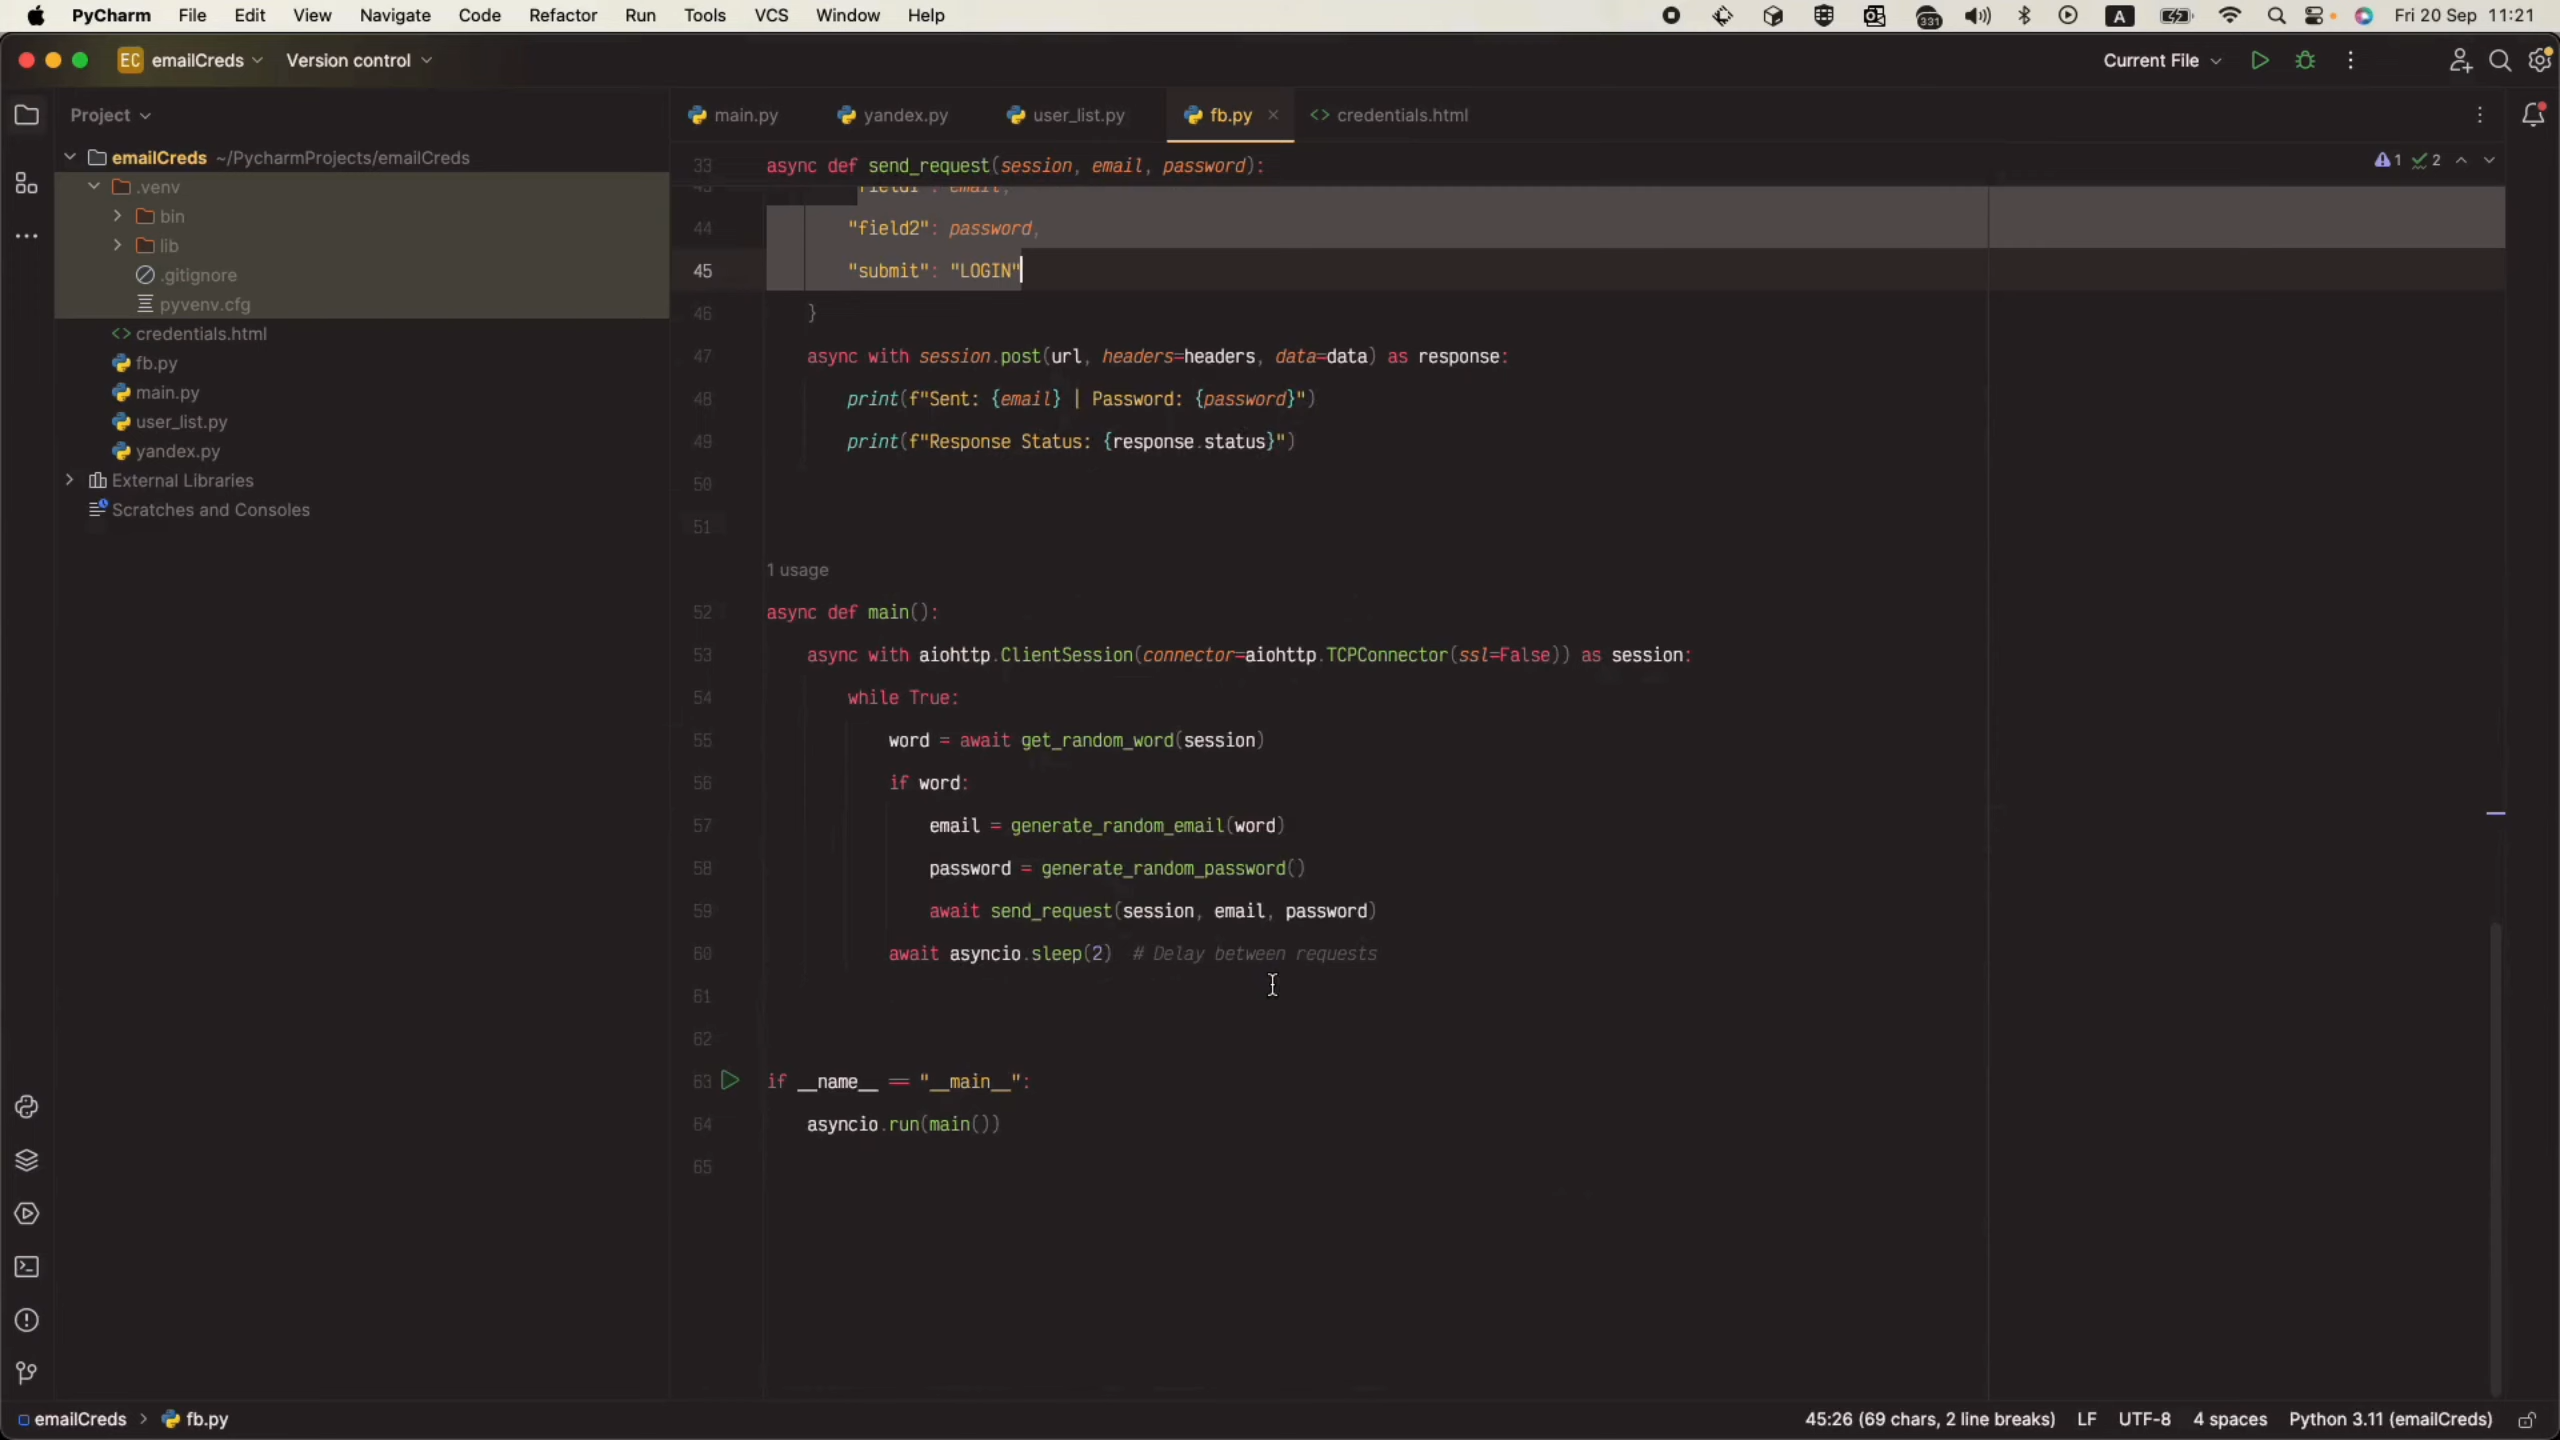 PyCharm File Edit View Navigate Code Refactor Run Tools VCS Window Help 331 A Fri 20 Sep 11:21
EC emailCreds Version control Current File
Project main.py yandex.py user_list.py fb.py credentials.html
emailCreds ~/PycharmProjects/emailCreds
.venv
bin
lib
.gitignore
pyvenv.cfg
credentials.html
fb.py
main.py
user_list.py
yandex.py
External Libraries
Scratches and Consoles
33 async def send_request(session, email, password):
1 2
"field1": email,
44 "field2": password,
45 "submit": "LOGIN"
46 }
47 async with session.post(url, headers=headers, data=data) as response:
48 print(f"Sent: {email} | Password: {password}")
49 print(f"Response Status: {response.status}")
50
51
1 usage
52 async def main():
53 async with aiohttp.ClientSession(connector=aiohttp.TCPConnector(ssl=False)) as session:
54 while True:
55 word = await get_random_word(session)
56 if word:
57 email = generate_random_email(word)
58 password = generate_random_password()
59 await send_request(session, email, password)
60 await asyncio.sleep(2) # Delay between requests
61
62
63 if __name__ == "__main__":
64 asyncio.run(main())
65
emailCreds fb.py 45:26 (69 chars, 2 line breaks) LF UTF-8 4 spaces Python 3.11 (emailCreds)